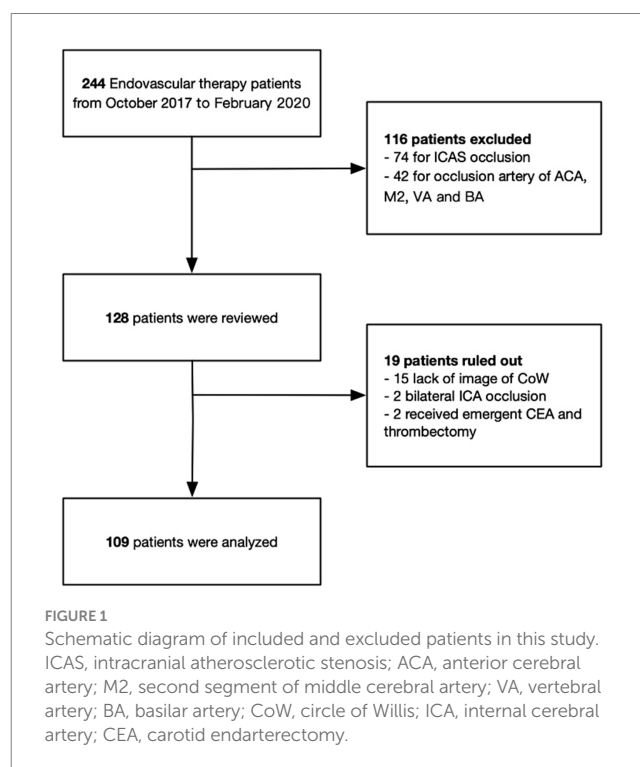 244 Endovascular therapy patients
from October 2017 to February 2020
116 patients excluded
- 74 for ICAS occlusion
- 42 for occlusion artery of ACA,
M2, VA and BA
128 patients were reviewed
19 patients ruled out
- 15 lack of image of CoW
- 2 bilateral ICA occlusion
- 2 received emergent CEA and
thrombectomy
109 patients were analyzed
FIGURE 1
Schematic diagram of included and excluded patients in this study.
ICAS, intracranial atherosclerotic stenosis; ACA, anterior cerebral
artery; M2, second segment of middle cerebral artery; VA, vertebral
artery; BA, basilar artery; CoW, circle of Willis; ICA, internal cerebral
artery; CEA, carotid endarterectomy.